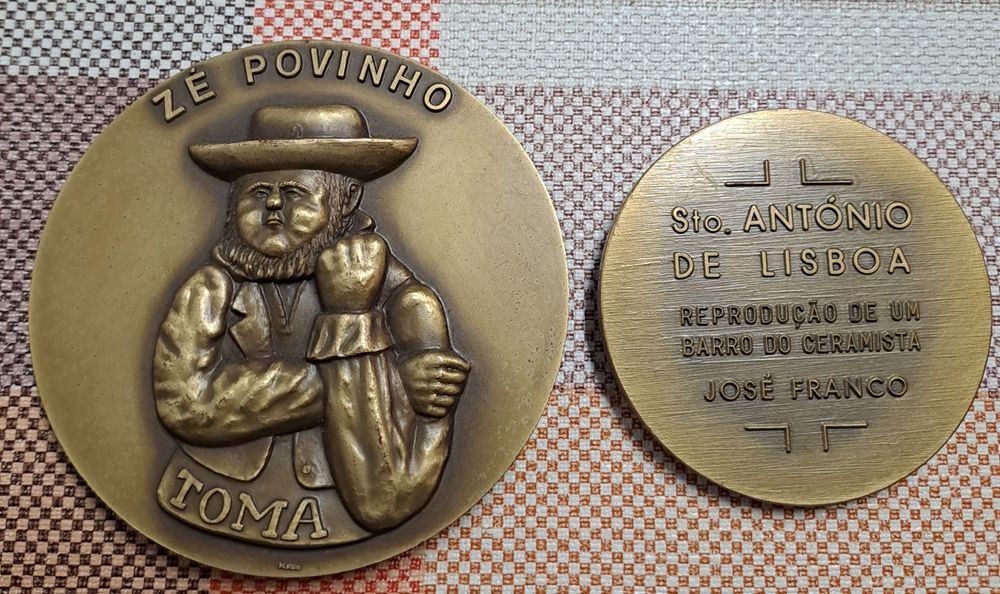 ZÉ POVINHO
TOMA
Sto. ANTÓNIO
DE LISBOA
REPRODUÇÃO DE UM
BARRO DO CERAMISTA
JOSÉ FRANCO